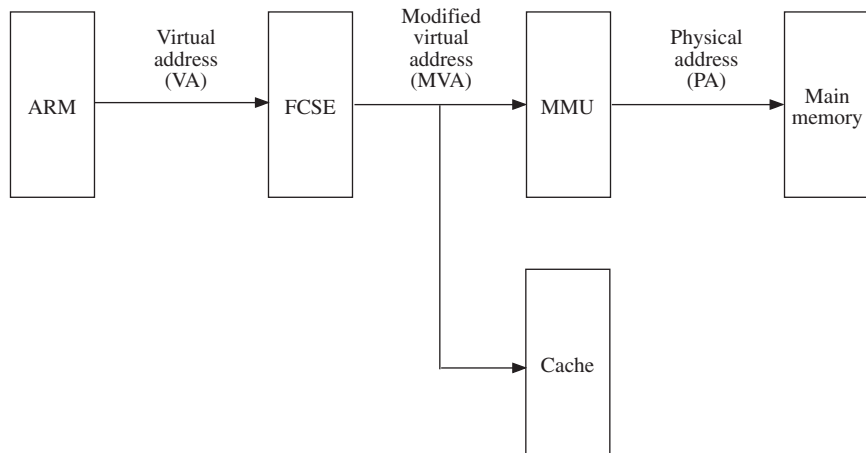 Virtual
address
(VA)
Modified
virtual
address
(MVA)
Physical
address
(PA)
ARM
FCSE
MMU
Main
memory
Cache